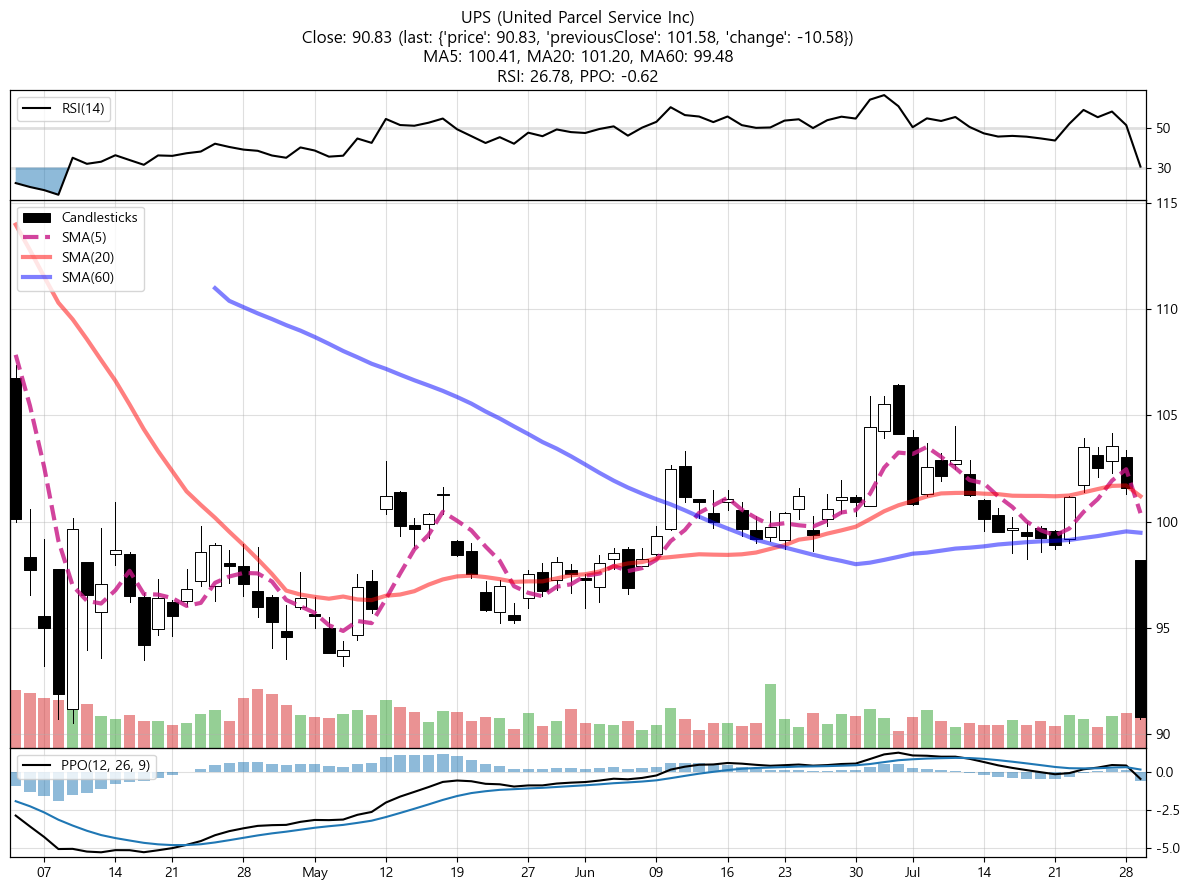 UPS (United Parcel Service Inc)
Close: 90.83 (last: {'price': 90.83, 'previousClose': 101.58, 'change': -10.58})
MA5: 100.41, MA20: 101.20, MA60: 99.48
RSI: 26.78, PPO: -0.62
RSI(14)
50
30
Candlesticks
SMA(5)
SMA(20)
SMA(60)
115
110
105
100
95
90
PPO(12, 26, 9)
0.0
−2.5
−5.0
07 14 21 28 May 12 19 27 Jun 09 16 23 30 Jul 14 21 28